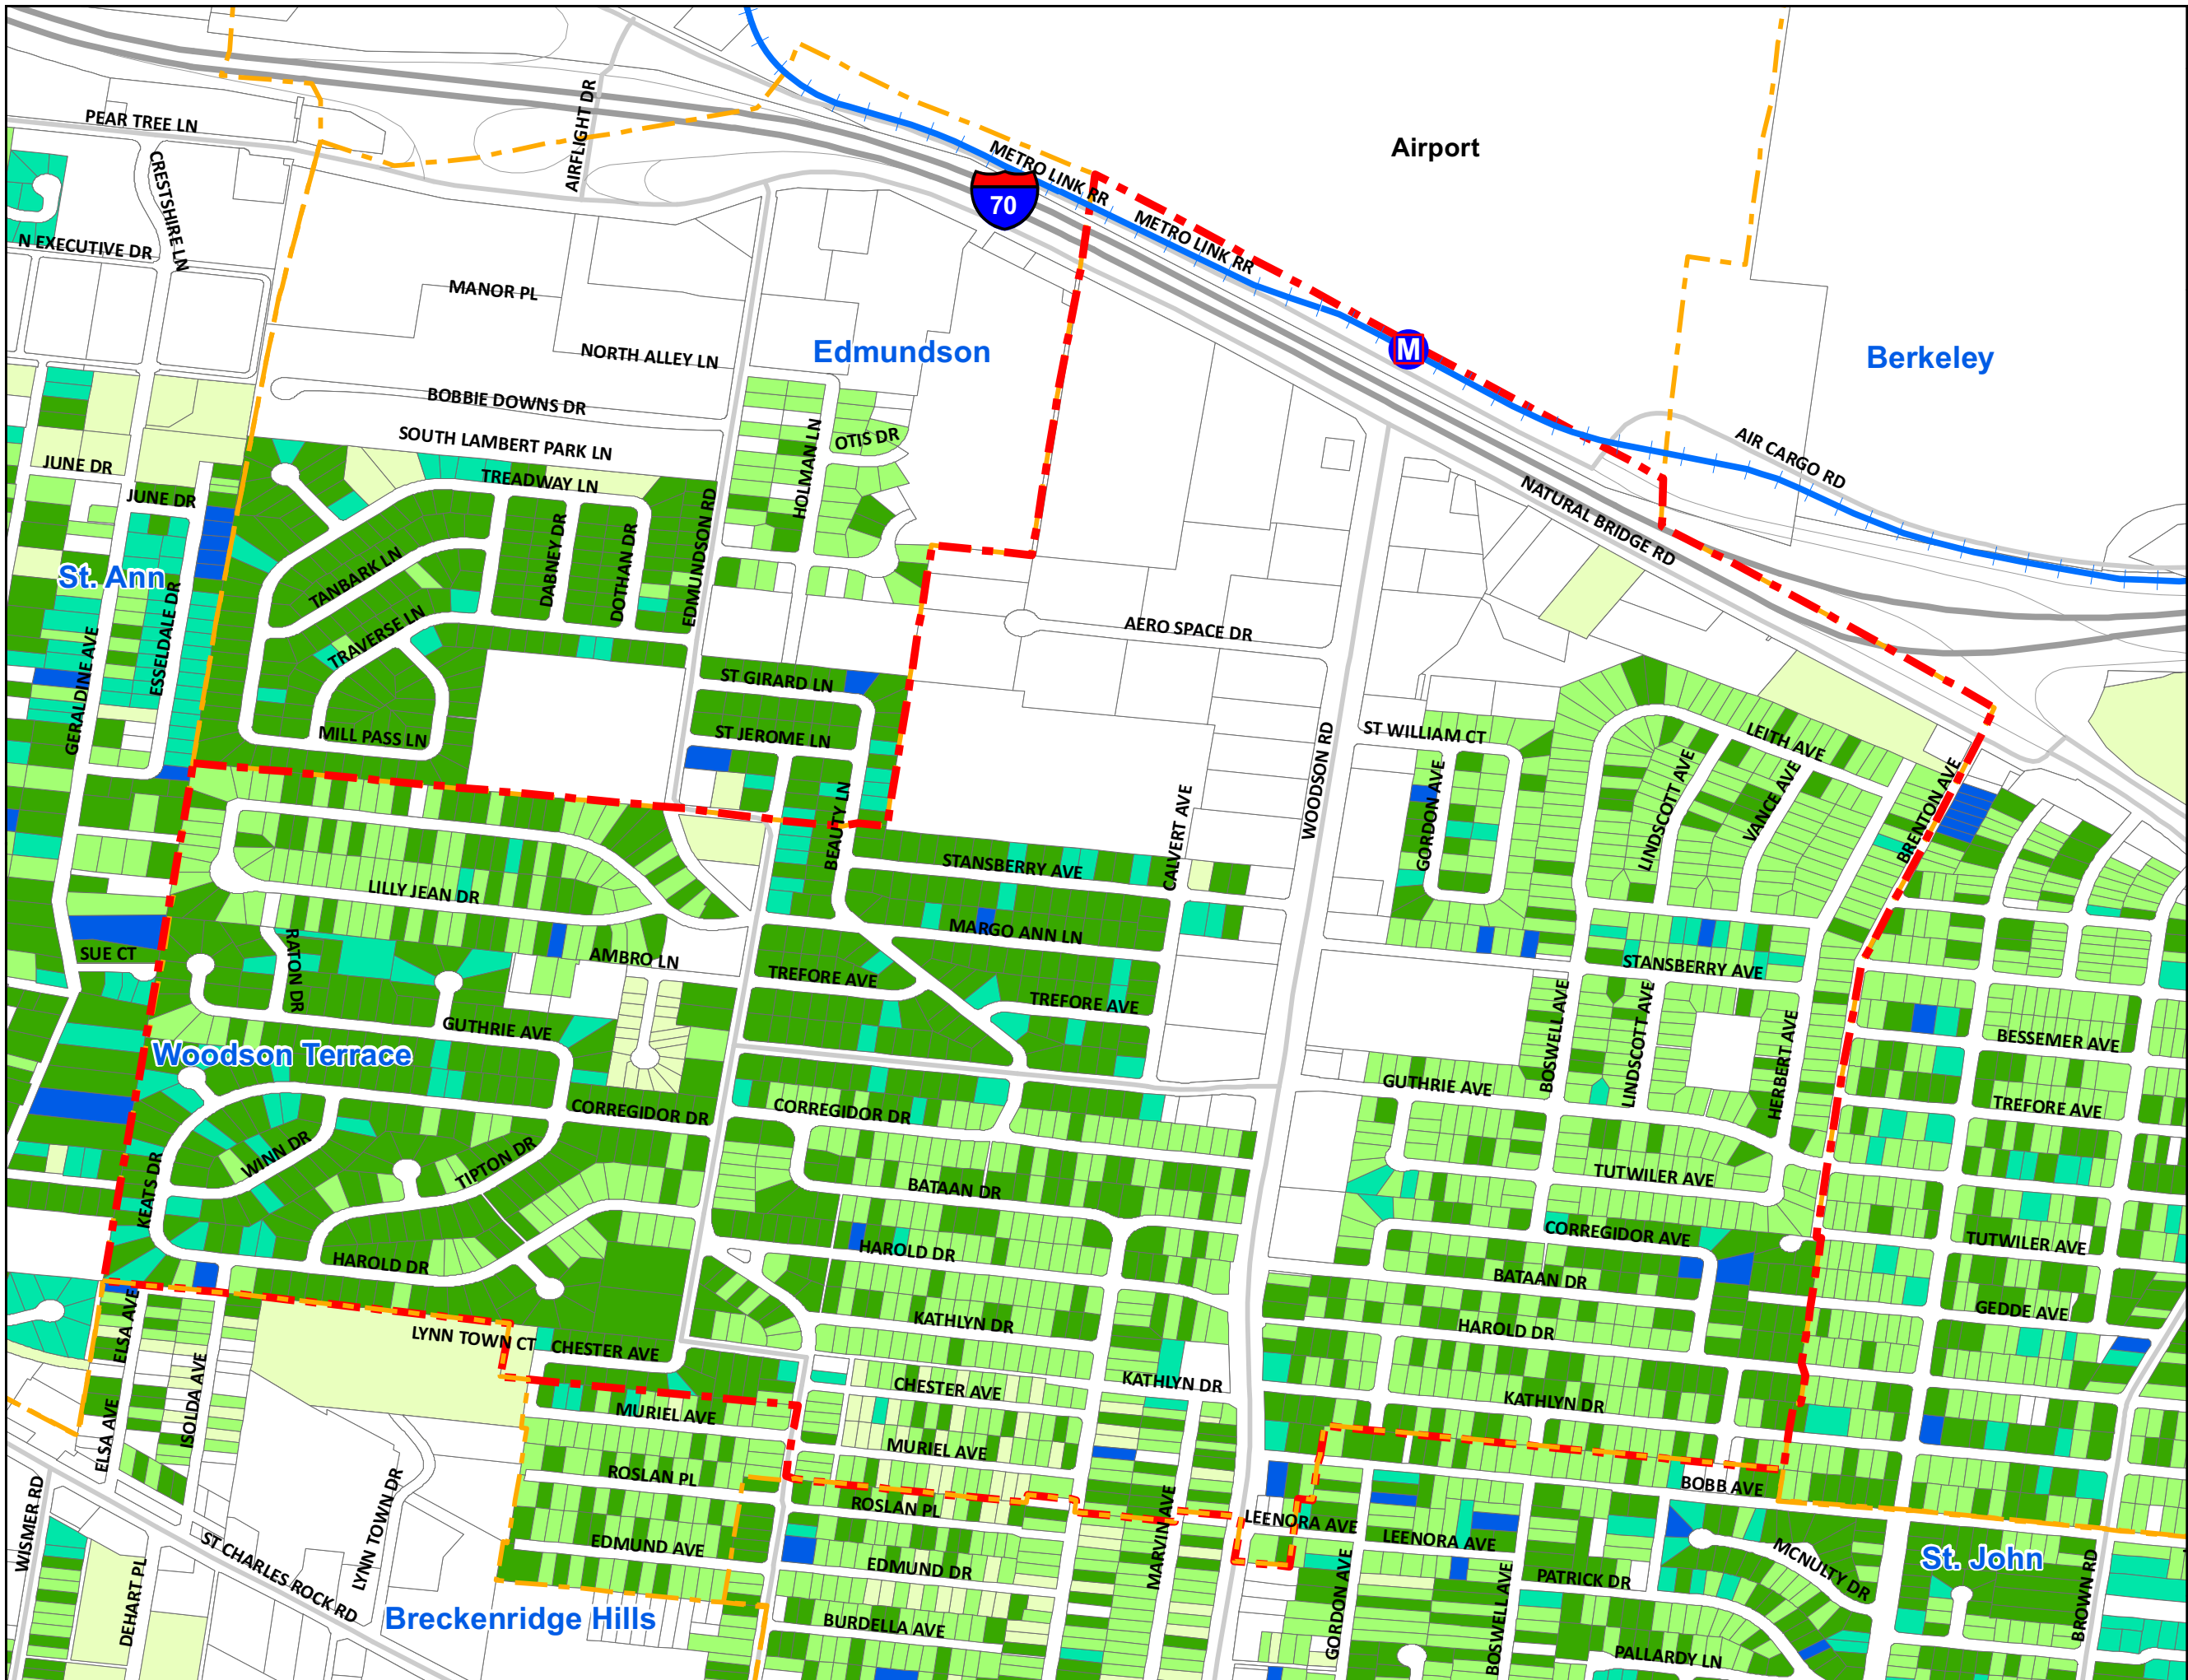 AIRFLIGHT DR
PEAR TREE LN
METRO LINK RR
Airport
CRESTSHIRE LN
70
METRO LINK RR
N EXECUTIVE DR
MANOR PL
NORTH ALLEY LN
Edmundson
M
Berkeley
BOBBIE DOWNS DR
SOUTH LAMBERT PARK LN
OTIS DR
HOLMAN LN
AIR CARGO RD
JUNE DR
JUNE DR
TREADWAY LN
NATURAL BRIDGE RD
DABNEY DR
DOTHAN DR
EDMUNDSON RD
St. Ann
TANBARK LN
TRAVERSE LN
AERO SPACE DR
GERALDINE AVE
ESSELDALE DR
ST GIRARD LN
MILL PASS LN
ST JEROME LN
ST WILLIAM CT
LEITH AVE
WOODSON RD
GORDON AVE
LINDSCOTT AVE
VANCE AVE
BRENTON AVE
BEAUTY LN
CALVERT AVE
STANSBERRY AVE
LILLY JEAN DR
MARGO ANN LN
SUE CT
RATON DR
AMBRO LN
TREFORE AVE
TREFORE AVE
STANSBERRY AVE
GUTHRIE AVE
BOSWELL AVE
LINDSCOTT AVE
HERBERT AVE
BESSEMER AVE
Woodson Terrace
GUTHRIE AVE
CORREGIDOR DR
CORREGIDOR DR
TREFORE AVE
WINN DR
TIPTON DR
KEATS DR
BATAAN DR
TUTWILER AVE
CORREGIDOR AVE
TUTWILER AVE
HAROLD DR
HAROLD DR
BATAAN DR
GEDDE AVE
ELSA AVE
LYNN TOWN CT
CHESTER AVE
KATHLYN DR
HAROLD DR
ISOLDA AVE
CHESTER AVE
KATHLYN DR
KATHLYN DR
ELSA AVE
MURIEL AVE
MURIEL AVE
ROSLAN PL
BOBB AVE
WISMER RD
LYNN TOWN DR
ROSLAN PL
MARVIN AVE
LEENORA AVE
LEENORA AVE
ST CHARLES ROCK RD
EDMUND AVE
EDMUND DR
MCNULTY DR
St. John
DEHART PL
PATRICK DR
GORDON AVE
BOSWELL AVE
BROWN RD
Breckenridge Hills
BURDELLA AVE
PALLARDY LN